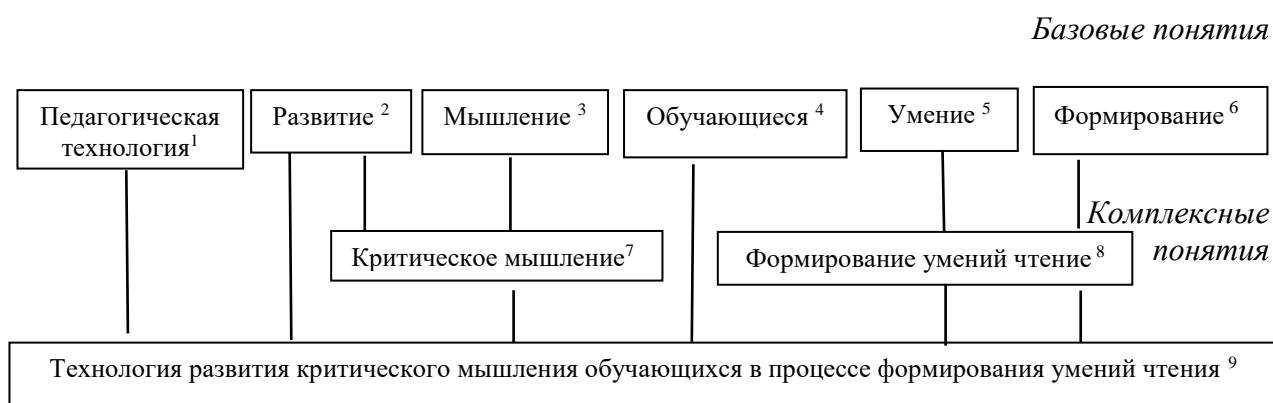 Базовые понятия
Педагогическая
технология¹
Развитие ²
Мышление ³
Обучающиеся ⁴
Умение ⁵
Формирование ⁶
Комплексные
понятия
Критическое мышление⁷
Формирование умений чтение ⁸
Технология развития критического мышления обучающихся в процессе формирования умений чтения ⁹